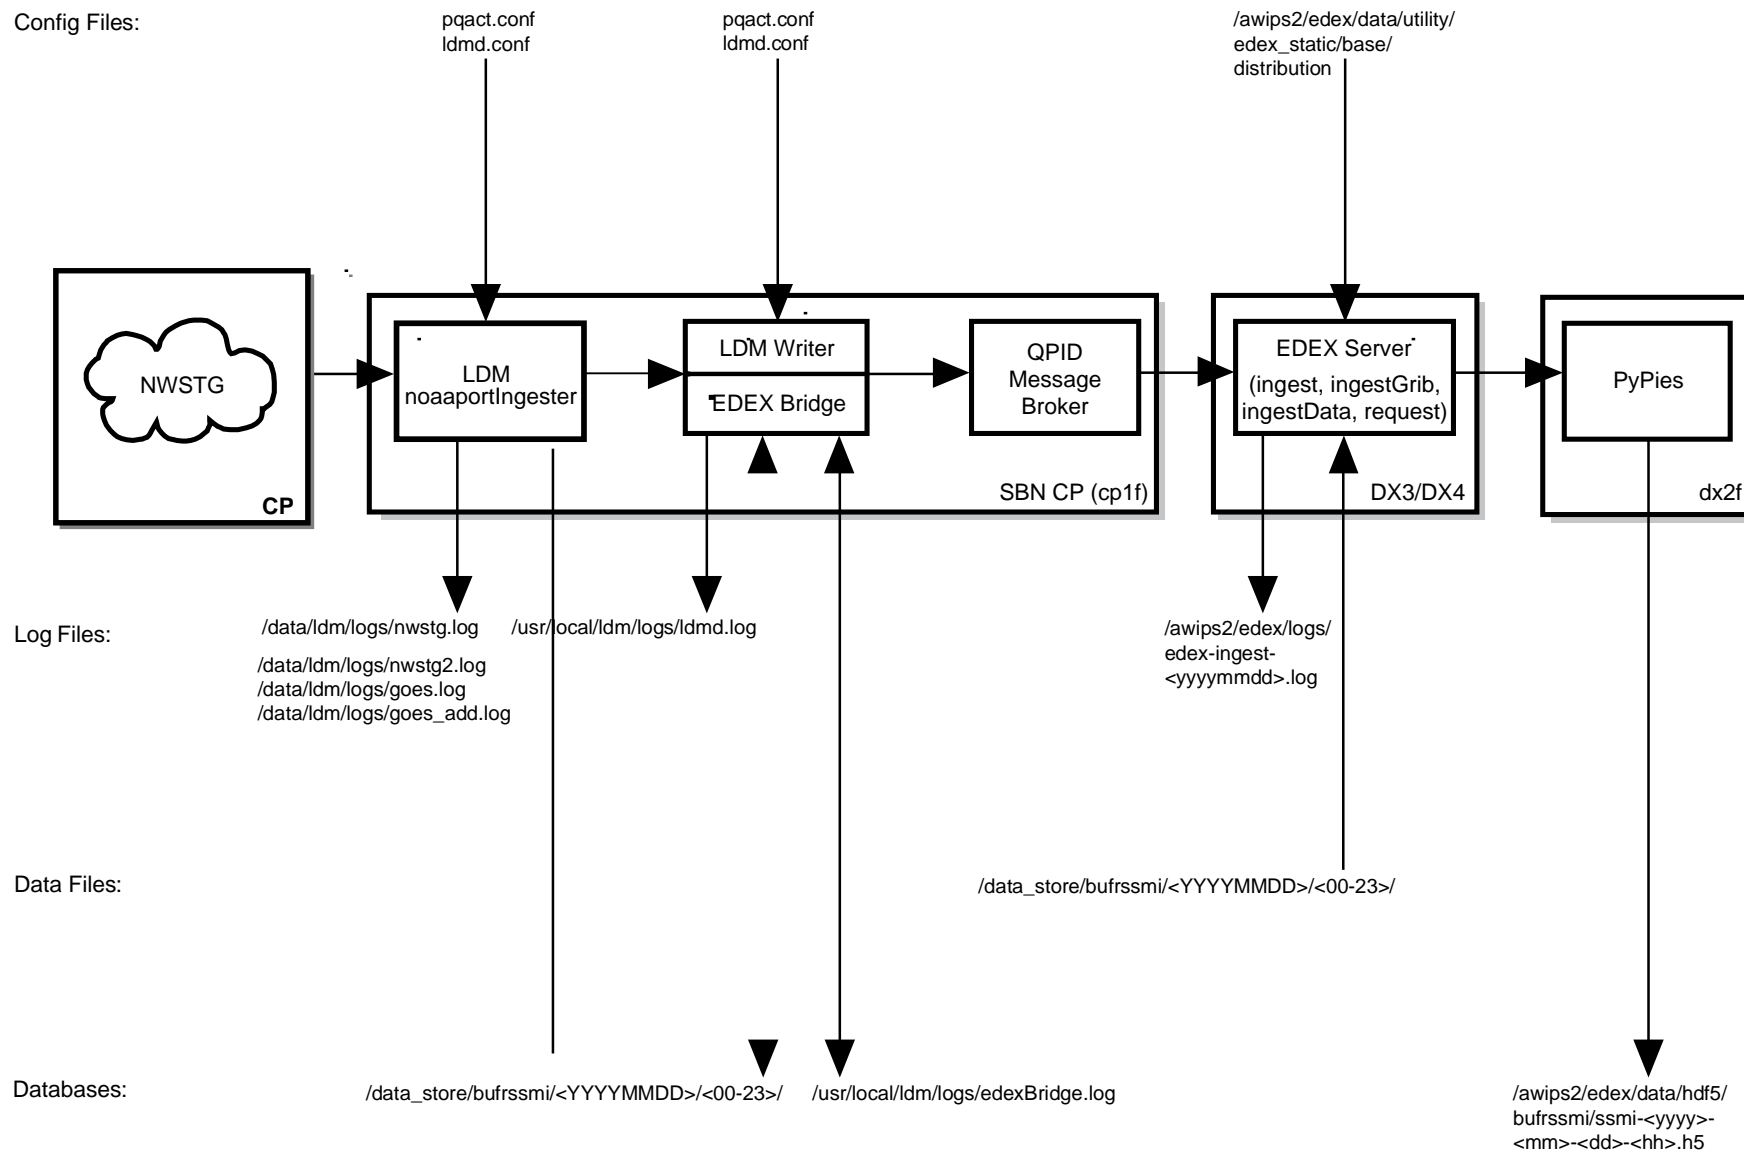 Config Files:
pqact.conf
ldmd.conf
pqact.conf
ldmd.conf
/awips2/edex/data/utility/
edex_static/base/
distribution
NWSTG
CP
LDM
noaaportIngester
LDM Writer
EDEX Bridge
QPID
Message
Broker
SBN CP (cp1f)
EDEX Server
(ingest, ingestGrib,
ingestData, request)
DX3/DX4
PyPies
dx2f
Log Files:
/data/ldm/logs/nwstg.log
/data/ldm/logs/nwstg2.log
/data/ldm/logs/goes.log
/data/ldm/logs/goes_add.log
/usr/local/ldm/logs/ldmd.log
/awips2/edex/logs/
edex-ingest-
<yyyymmdd>.log
Data Files:
/data_store/bufrssmi/<YYYYMMDD>/<00-23>/
Databases:
/data_store/bufrssmi/<YYYYMMDD>/<00-23>/
/usr/local/ldm/logs/edexBridge.log
/awips2/edex/data/hdf5/
bufrssmi/ssmi-<yyyy>-
<mm>-<dd>-<hh>.h5